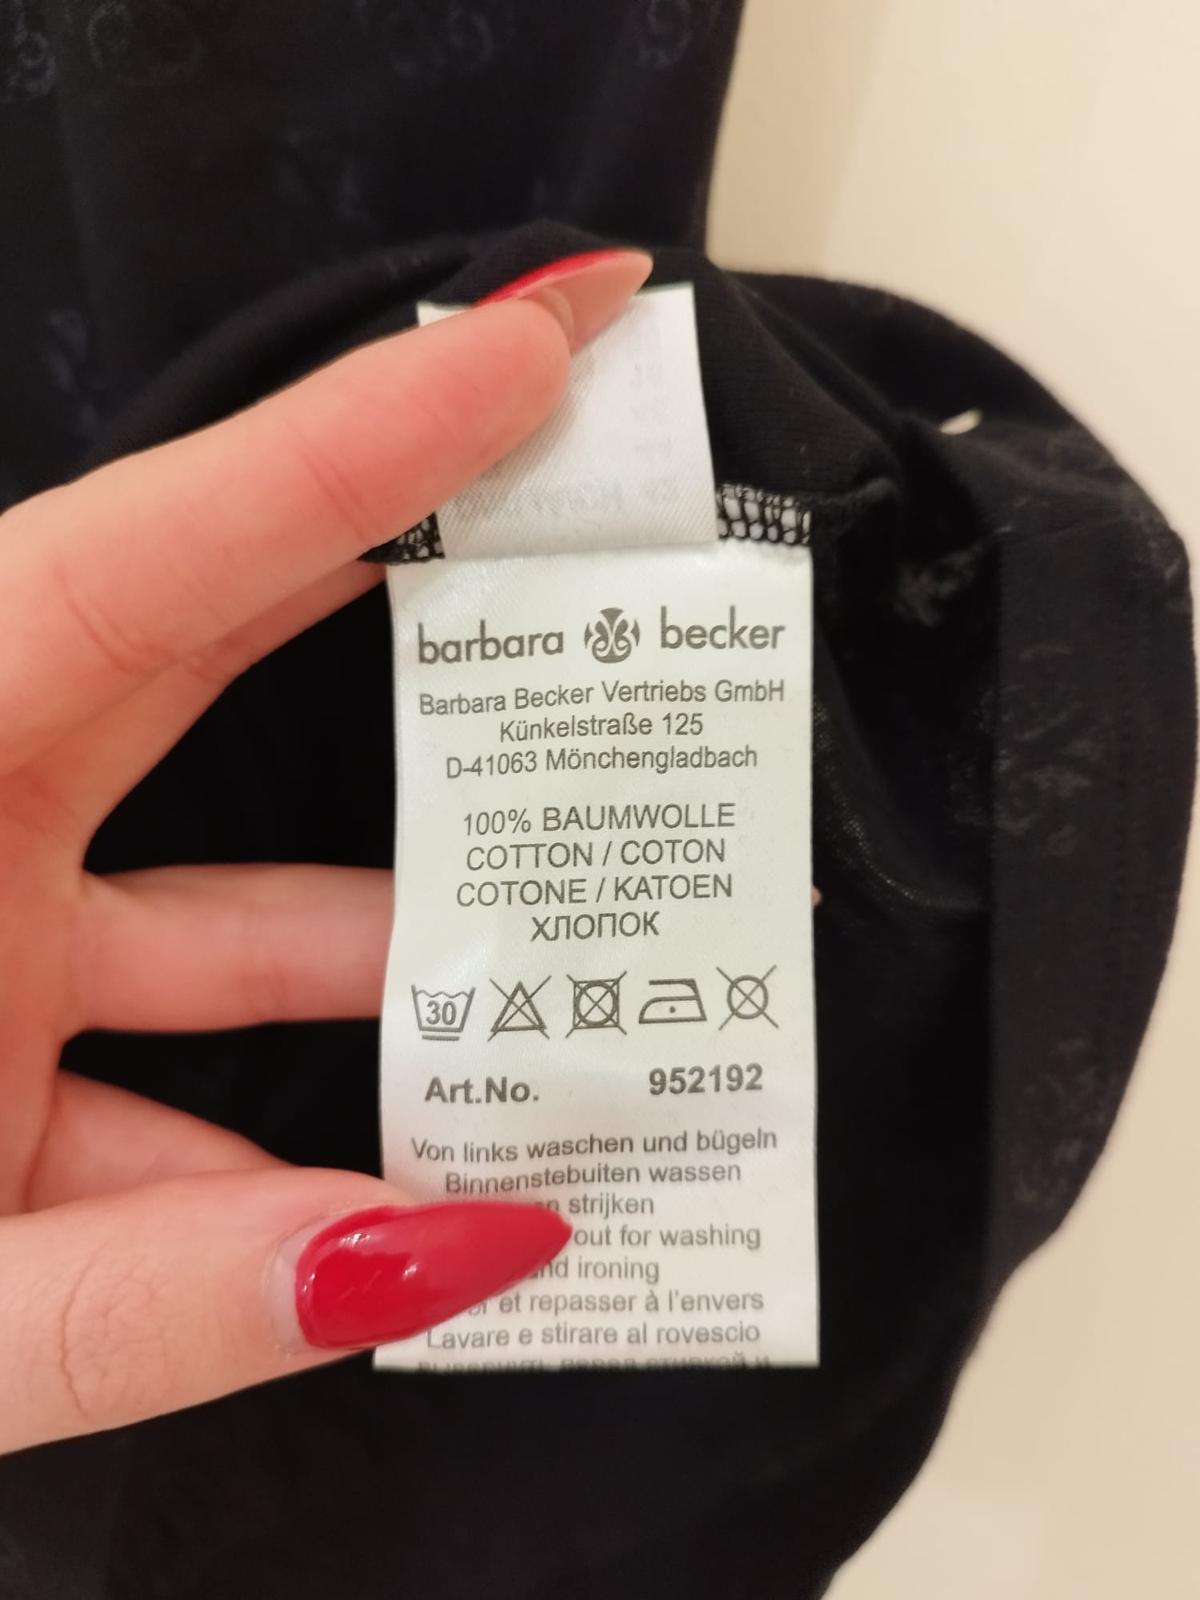 barbara becker
Barbara Becker Vertriebs GmbH
Künkelstraße 125
D-41063 Mönchengladbach
100% BAUMWOLLE
COTTON / COTON
COTONE / KATOEN
ХЛОПОК
30
Art.No. 952192
Von links waschen und bügeln
Binnenstebuiten wassen
strijken
out for washing
ironing
et repasser à l'envers
Lavare e stirare al rovescio